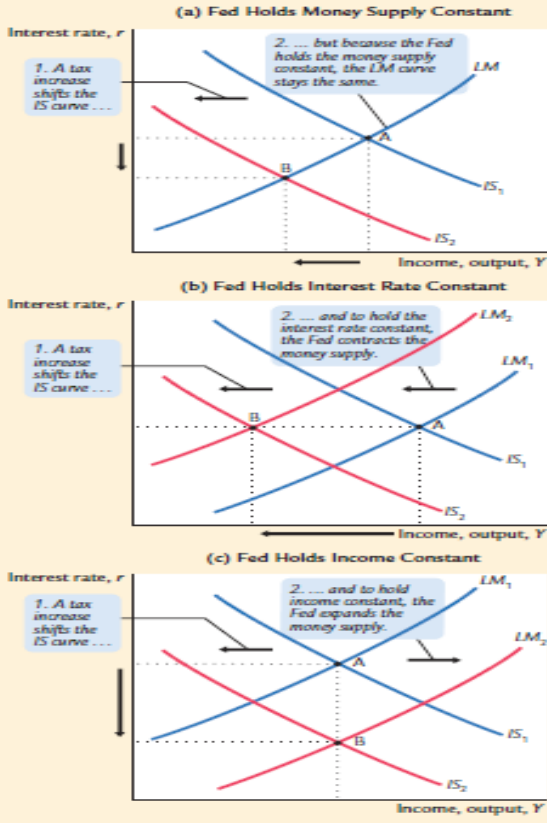 (a) Fed Holds Money Supply Constant
Interest rate, r
1. A tax
increase
shifts the
IS curve . . .
2. . . . but because the Fed
holds the money supply
constant, the LM curve
stays the same.
LM
A
B
IS₁
IS₂
Income, output, Y
(b) Fed Holds Interest Rate Constant
Interest rate, r
1. A tax
increase
shifts the
IS curve . . .
2. . . . and to hold the
interest rate constant,
the Fed contracts the
money supply.
LM₂
LM₁
B
A
IS₁
IS₂
Income, output, Y
(c) Fed Holds Income Constant
Interest rate, r
1. A tax
increase
shifts the
IS curve . . .
2. . . . and to hold
income constant, the
Fed expands the
money supply.
LM₁
LM₂
A
B
IS₁
IS₂
Income, output, Y